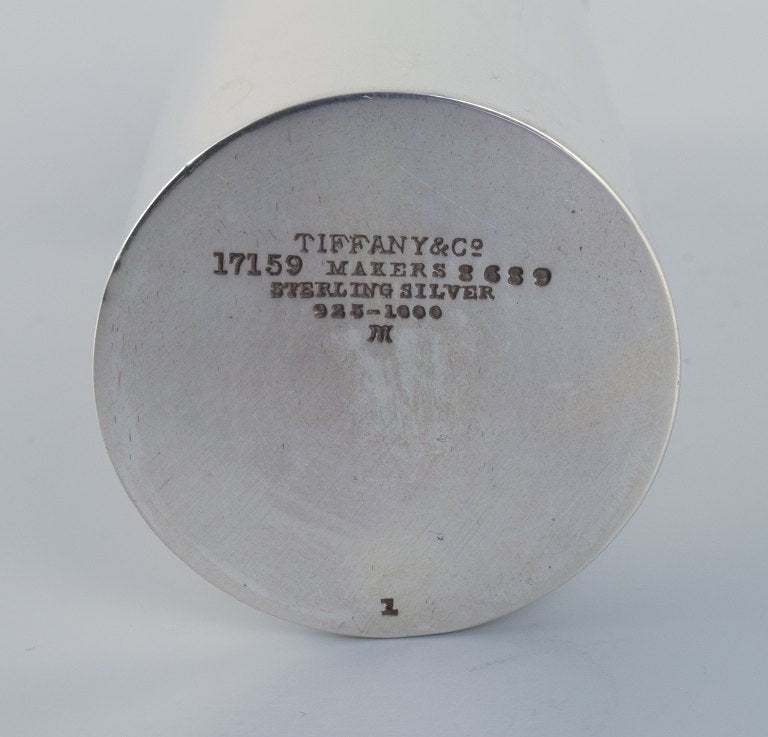 TIFFANY & Cº
17159 MAKERS 8689
STERLING SILVER
925-1000
M
1